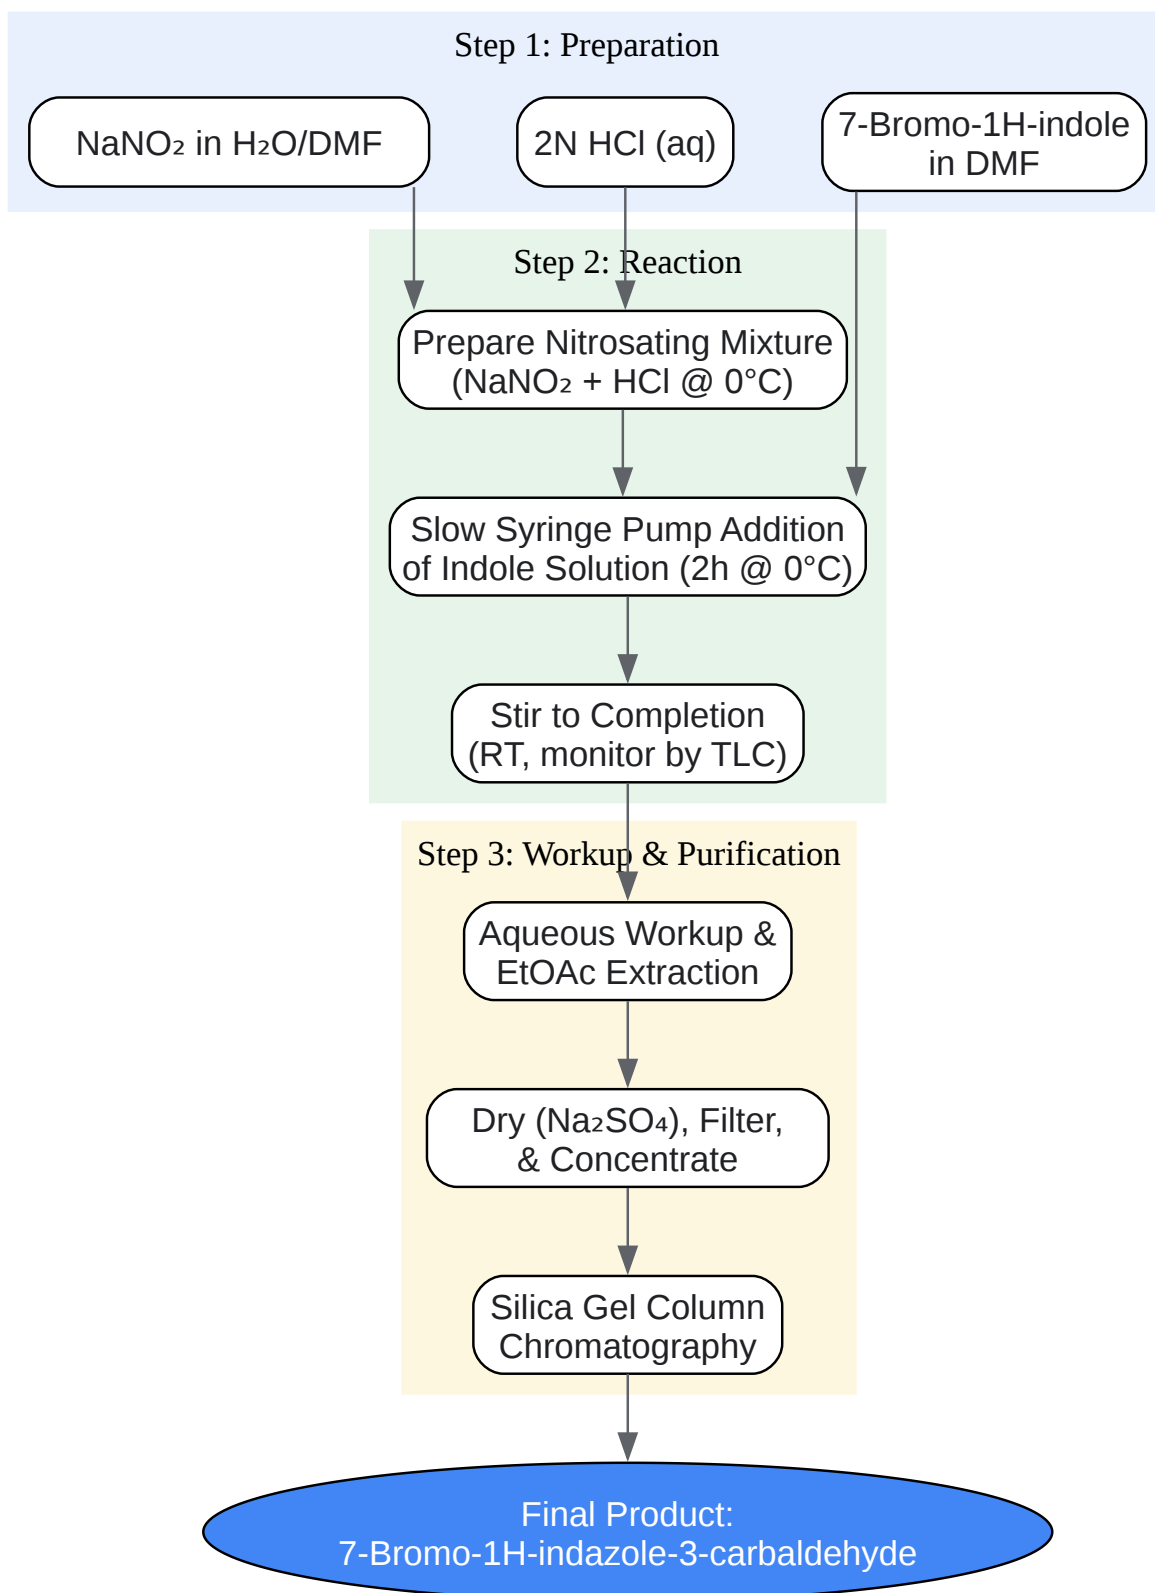 Step 1: Preparation
NaNO₂ in H₂O/DMF
2N HCl (aq)
7-Bromo-1H-indole
in DMF
Step 2: Reaction
Prepare Nitrosating Mixture
(NaNO₂ + HCl @ 0°C)
Slow Syringe Pump Addition
of Indole Solution (2h @ 0°C)
Stir to Completion
(RT, monitor by TLC)
Step 3: Workup & Purification
Aqueous Workup &
EtOAc Extraction
Dry (Na₂SO₄), Filter,
& Concentrate
Silica Gel Column
Chromatography
Final Product:
7-Bromo-1H-indazole-3-carbaldehyde